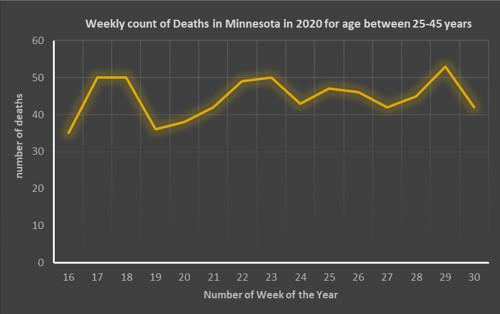 Weekly count of Deaths in Minnesota in 2020 for age between 25-45 years
60
50
40
30
20
10
0
number of deaths
16 17 18 19 20 21 22 23 24 25 26 27 28 29 30
Number of Week of the Year